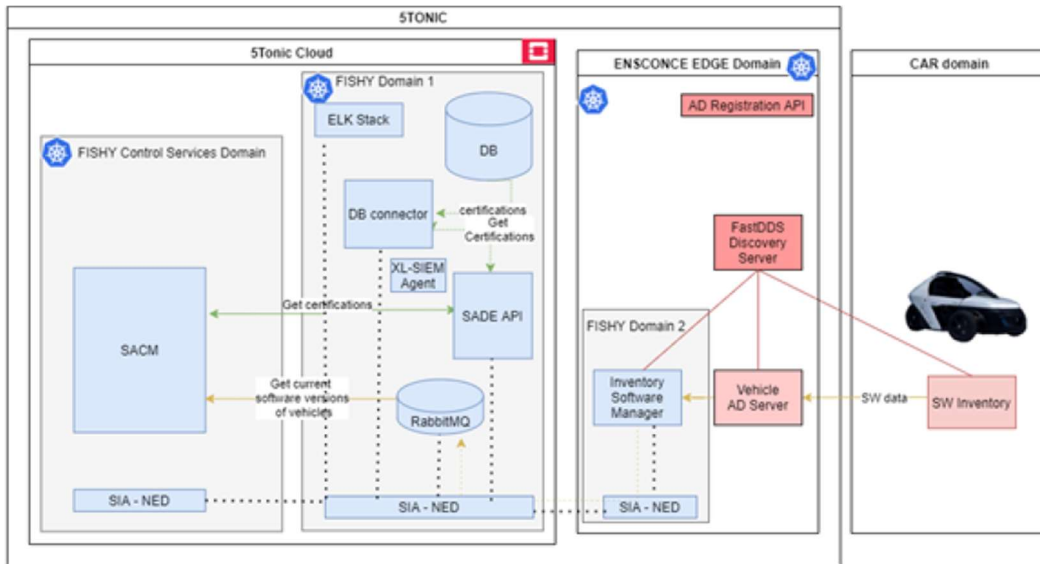 5TONIC
5Tonic Cloud
ENSCONCE EDGE Domain
CAR domain
FISHY Domain 1
AD Registration API
ELK Stack
DB
FISHY Control Services Domain
DB connector
certifications
Get
Certifications
FastDDS
Discovery
Server
XL-SIEM
Agent
Get certifications
SADE API
FISHY Domain 2
SACM
Get current
software versions
of vehicles
RabbitMQ
Inventory
Software
Manager
Vehicle
AD Server
SW data
SW Inventory
SIA - NED
SIA - NED
SIA - NED